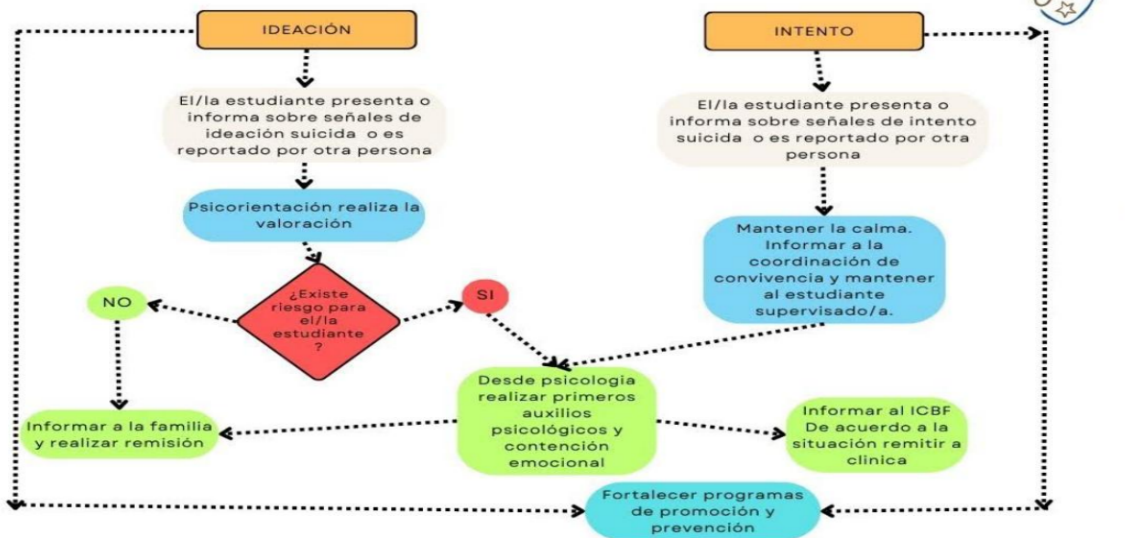 IDEACIÓN
INTENTO
El/la estudiante presenta o
informa sobre señales de
ideación suicida o es
reportado por otra persona
El/la estudiante presenta o
informa sobre señales de intento
suicida o es reportado por otra
persona
Psicorientación realiza la
valoración
Mantener la calma.
Informar a la
coordinación de
convivencia y mantener
al estudiante
supervisado/a.
NO
¿Existe
riesgo para
el/la
estudiante
?
SI
Desde psicologia
realizar primeros
auxilios
psicológicos y
contención
emocional
Informar a la familia
y realizar remisión
Informar al ICBF
De acuerdo a la
situación remitir a
clinica
Fortalecer programas
de promoción y
prevención